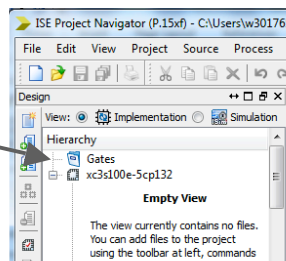 ISE Project Navigator (P.15xf) - C:\Users\w30176
File Edit View Project Source Process
Design
View: Implementation Simulation
Hierarchy
Gates
xc3s100e-5cp132
Empty View
The view currently contains no files.
You can add files to the project
using the toolbar at left, commands